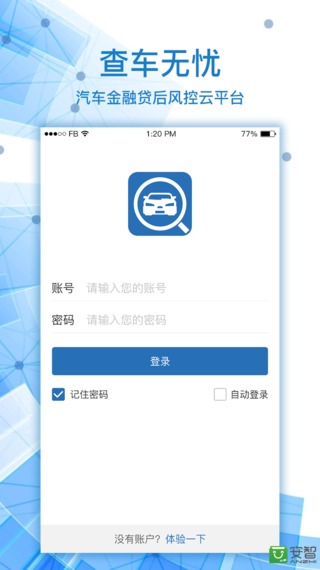 查车无忧
汽车金融贷后风控云平台
FB 1:20 PM 77%
账号 请输入您的账号
密码 请输入您的密码
登录
记住密码 自动登录
没有账户? 体验一下
安智
ANZHI